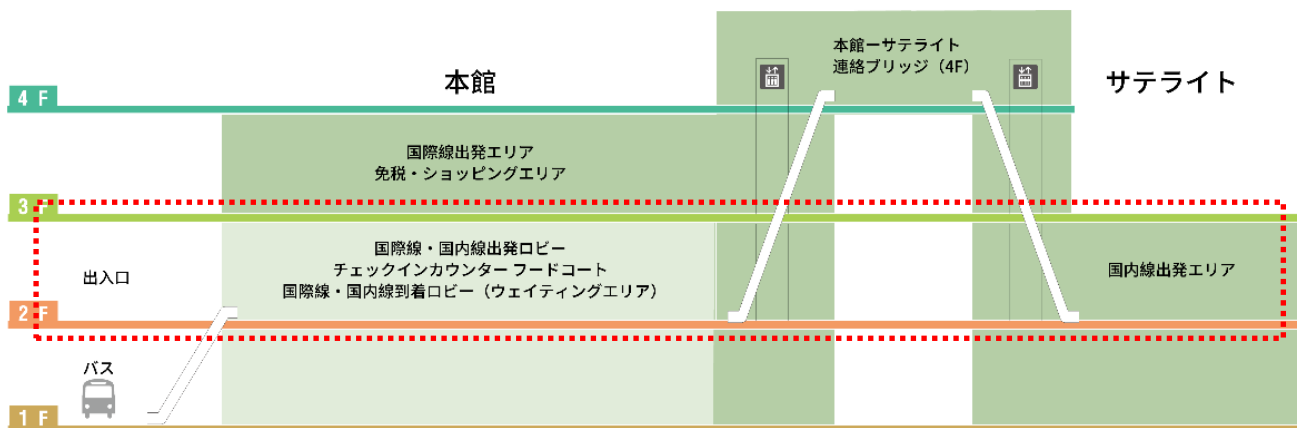 本館ーサテライト
連絡ブリッジ（4F）
本館
サテライト
4 F
国際線出発エリア
免税・ショッピングエリア
3 F
国際線・国内線出発ロビー
チェックインカウンター フードコート
国際線・国内線到着ロビー（ウェイティングエリア）
出入口
国内線出発エリア
2 F
バス
1 F